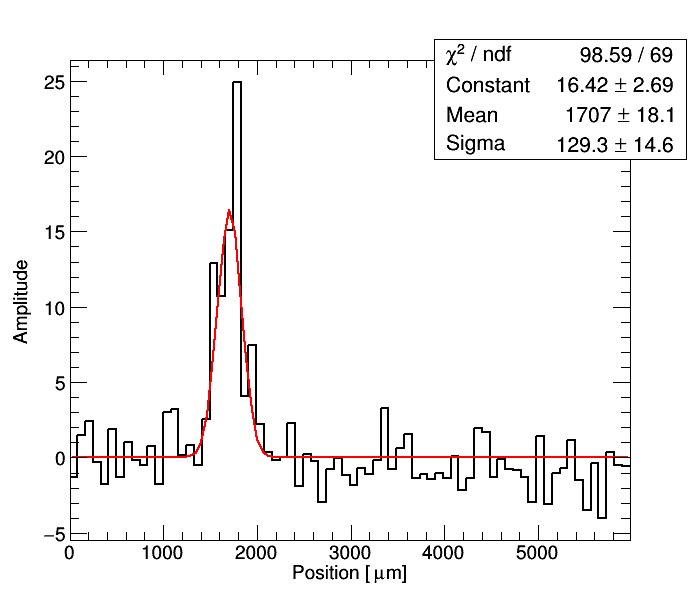 χ² / ndf 98.59 / 69
Constant 16.42 ± 2.69
Mean 1707 ± 18.1
Sigma 129.3 ± 14.6
25
20
15
10
5
0
−5
Amplitude
0 1000 2000 3000 4000 5000
Position [ μm]